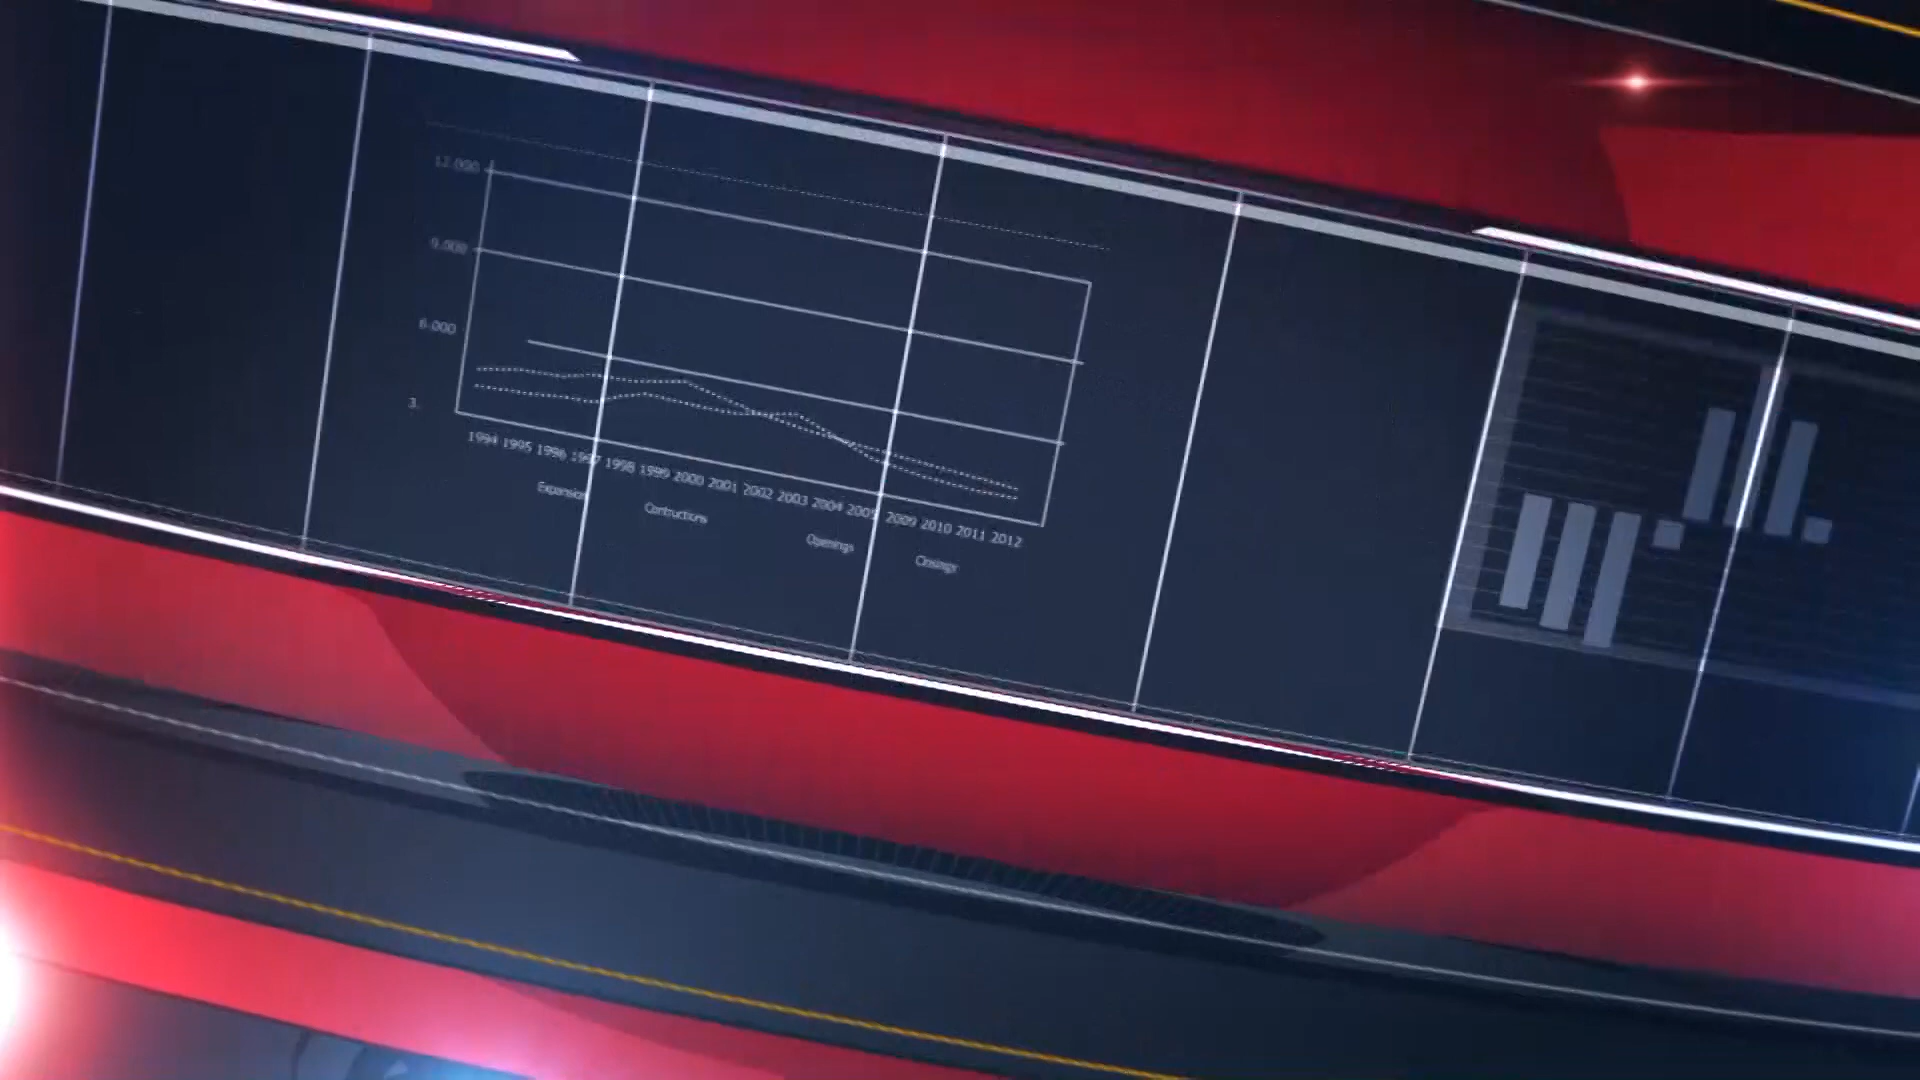 12.000
9.000
6.000
3.
1994 1995 1996 1997 1998 1999 2000 2001 2002 2003 2004 2005 2009 2010 2011 2012
Expansion
Contructions
Openings
Closings